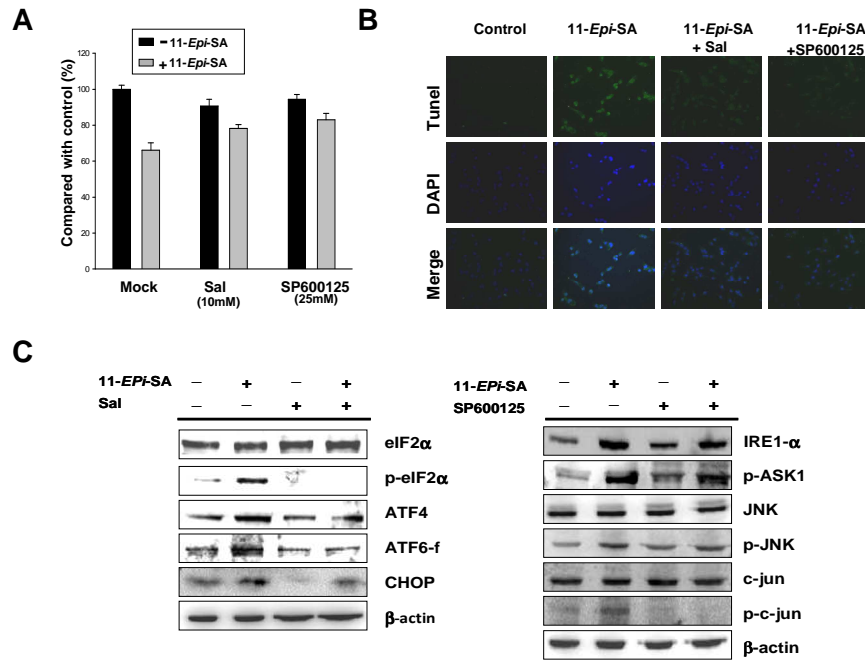 A
− 11-Epi-SA
+ 11-Epi-SA
Compared with control (%)
120
100
80
60
40
20
0
Mock
Sal
(10mM)
SP600125
(25mM)
B
Control
11-Epi-SA
11-Epi-SA
+ Sal
11-Epi-SA
+SP600125
Tunel
DAPI
Merge
C
11-EPi-SA − + − +
Sal − − + +
eIF2α
p-eIF2α
ATF4
ATF6-f
CHOP
β-actin
11-EPi-SA − + − +
SP600125 − − + +
IRE1-α
p-ASK1
JNK
p-JNK
c-jun
p-c-jun
β-actin